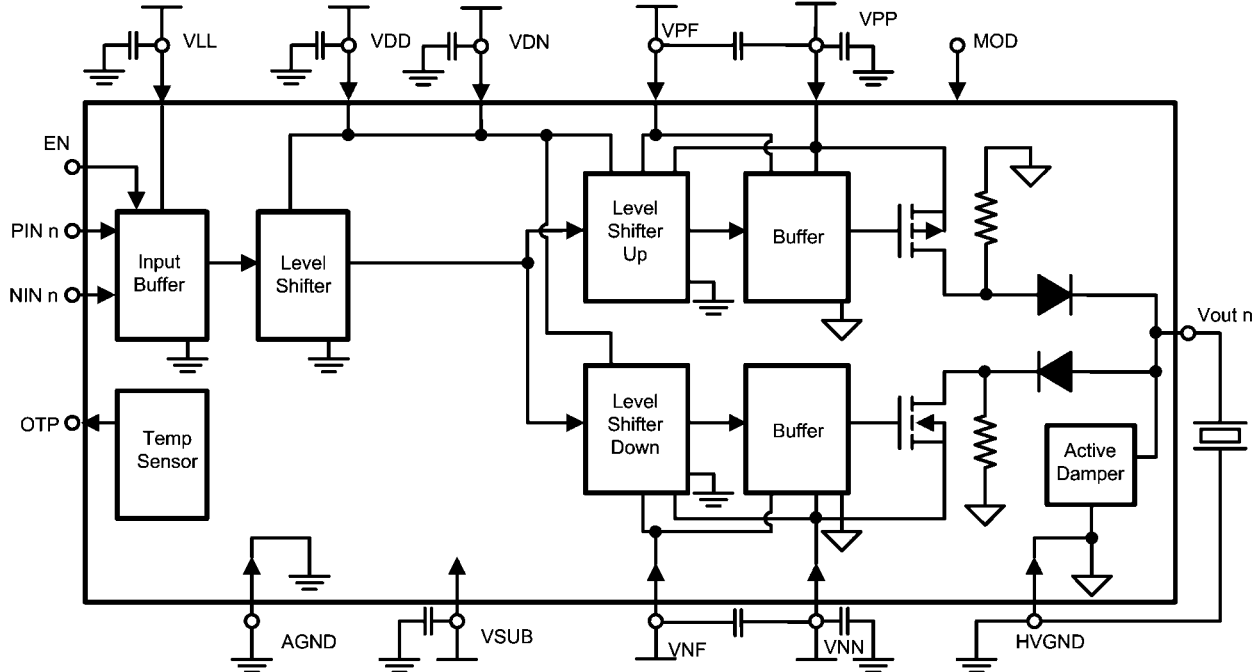 VLL
VDD
VDN
VPF
VPP
MOD
EN
PIN n
NIN n
OTP
Input
Buffer
Level
Shifter
Level
Shifter
Up
Buffer
Vout n
Temp
Sensor
Level
Shifter
Down
Buffer
Active
Damper
AGND
VSUB
VNF
VNN
HVGND